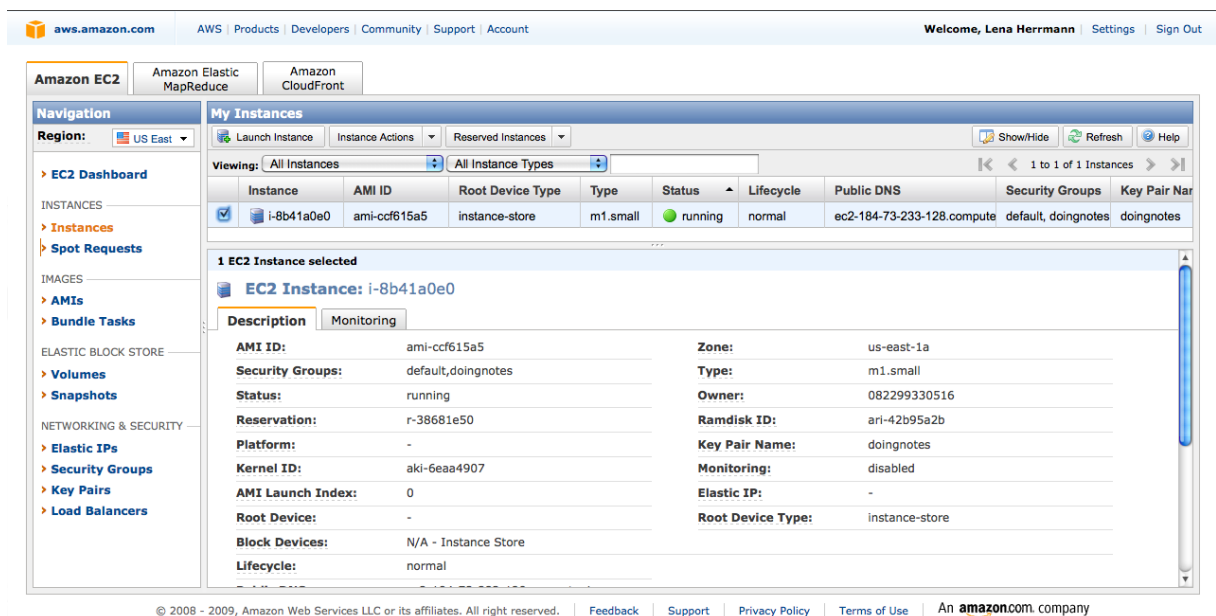 aws.amazon.com AWS | Products | Developers | Community | Support | Account Welcome, Lena Herrmann | Settings | Sign Out
Amazon EC2
Amazon Elastic MapReduce
Amazon CloudFront
Navigation
Region: US East
> EC2 Dashboard
INSTANCES
> Instances
> Spot Requests
IMAGES
> AMIs
> Bundle Tasks
ELASTIC BLOCK STORE
> Volumes
> Snapshots
NETWORKING & SECURITY
> Elastic IPs
> Security Groups
> Key Pairs
> Load Balancers
My Instances
Launch Instance Instance Actions Reserved Instances Show/Hide Refresh Help
Viewing: All Instances All Instance Types 1 to 1 of 1 Instances
Instance AMI ID Root Device Type Type Status Lifecycle Public DNS Security Groups Key Pair Nar
i-8b41a0e0 ami-ccf615a5 instance-store m1.small running normal ec2-184-73-233-128.compute default, doingnotes doingnotes
1 EC2 Instance selected
EC2 Instance: i-8b41a0e0
Description Monitoring
AMI ID: ami-ccf615a5 Zone: us-east-1a
Security Groups: default,doingnotes Type: m1.small
Status: running Owner: 082299330516
Reservation: r-38681e50 Ramdisk ID: ari-42b95a2b
Platform: - Key Pair Name: doingnotes
Kernel ID: aki-6eaa4907 Monitoring: disabled
AMI Launch Index: 0 Elastic IP: -
Root Device: - Root Device Type: instance-store
Block Devices: N/A - Instance Store
Lifecycle: normal
© 2008 - 2009, Amazon Web Services LLC or its affiliates. All right reserved. | Feedback | Support | Privacy Policy | Terms of Use | An amazon.com. company